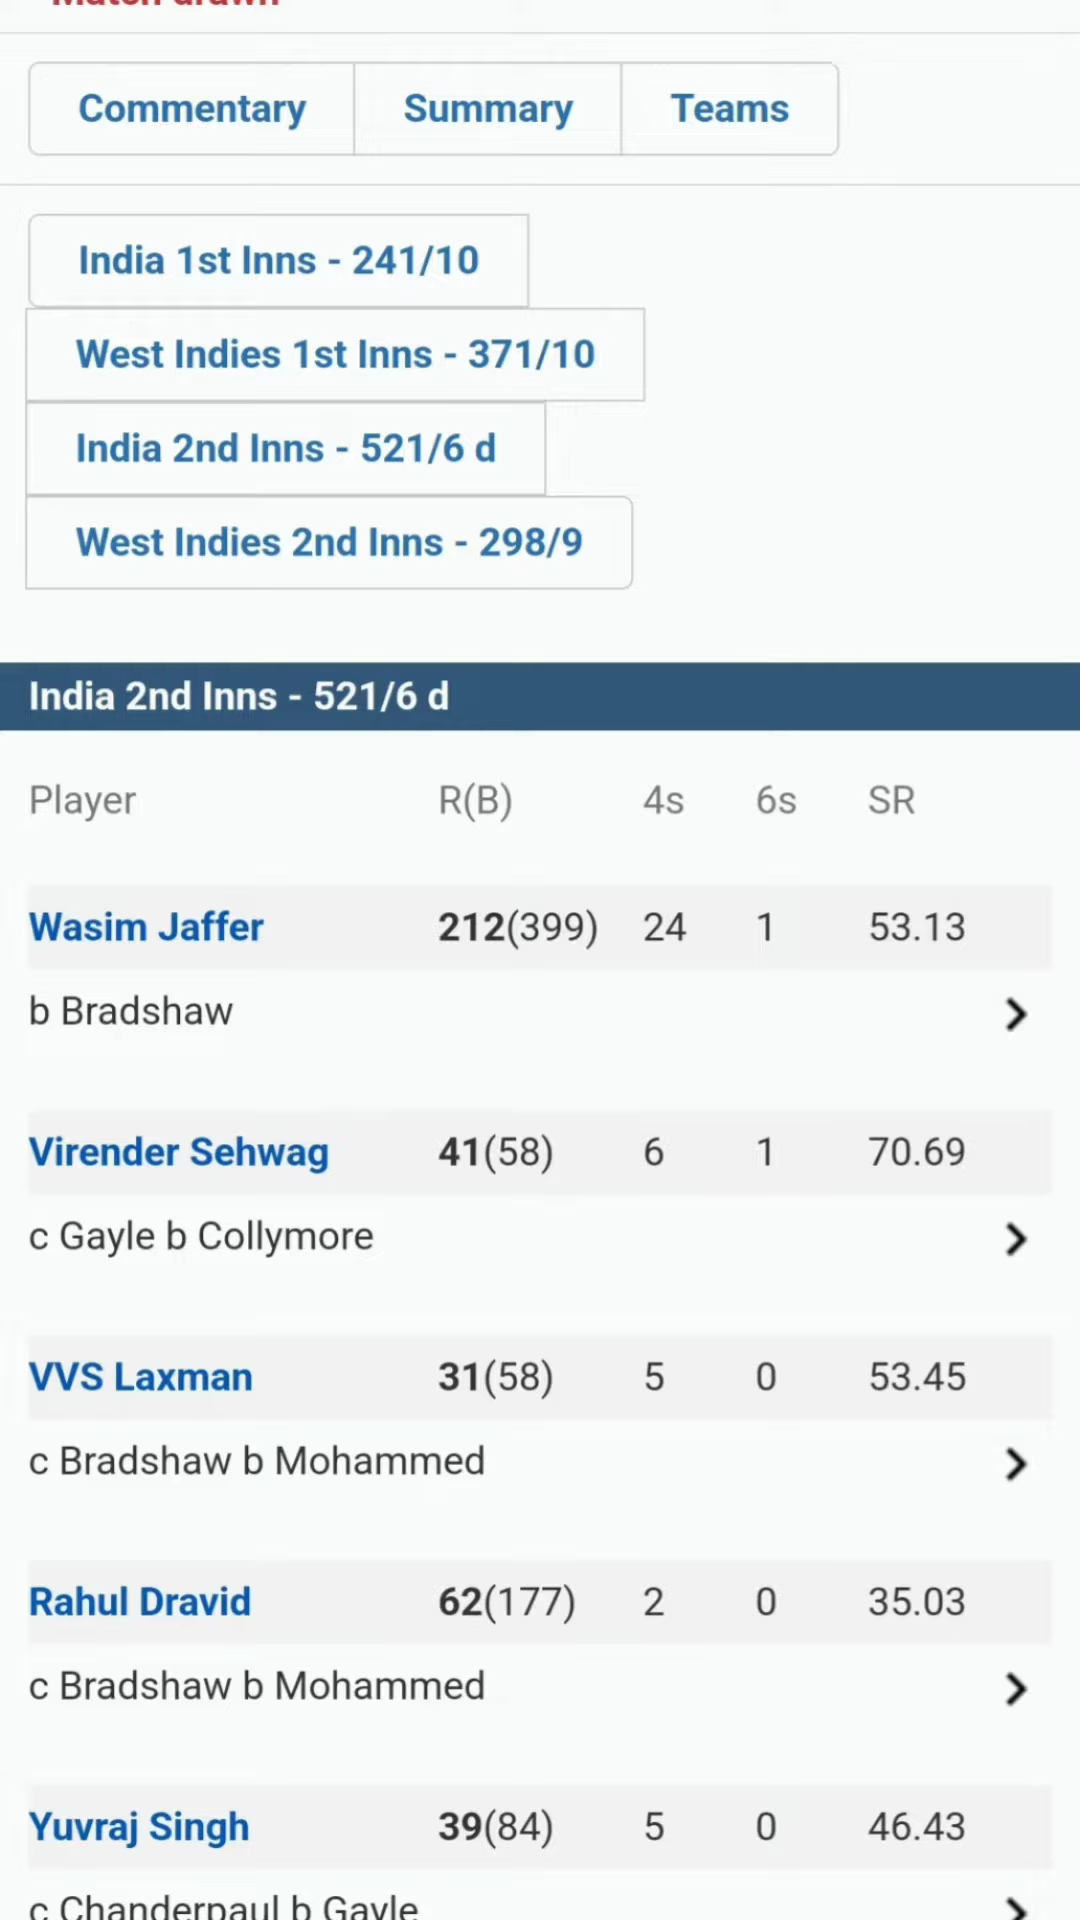 Match drawn
Commentary Summary Teams
India 1st Inns - 241/10
West Indies 1st Inns - 371/10
India 2nd Inns - 521/6 d
West Indies 2nd Inns - 298/9
India 2nd Inns - 521/6 d
Player R(B) 4s 6s SR
Wasim Jaffer 212(399) 24 1 53.13
b Bradshaw
Virender Sehwag 41(58) 6 1 70.69
c Gayle b Collymore
VVS Laxman 31(58) 5 0 53.45
c Bradshaw b Mohammed
Rahul Dravid 62(177) 2 0 35.03
c Bradshaw b Mohammed
Yuvraj Singh 39(84) 5 0 46.43
c Chanderpaul b Gayle